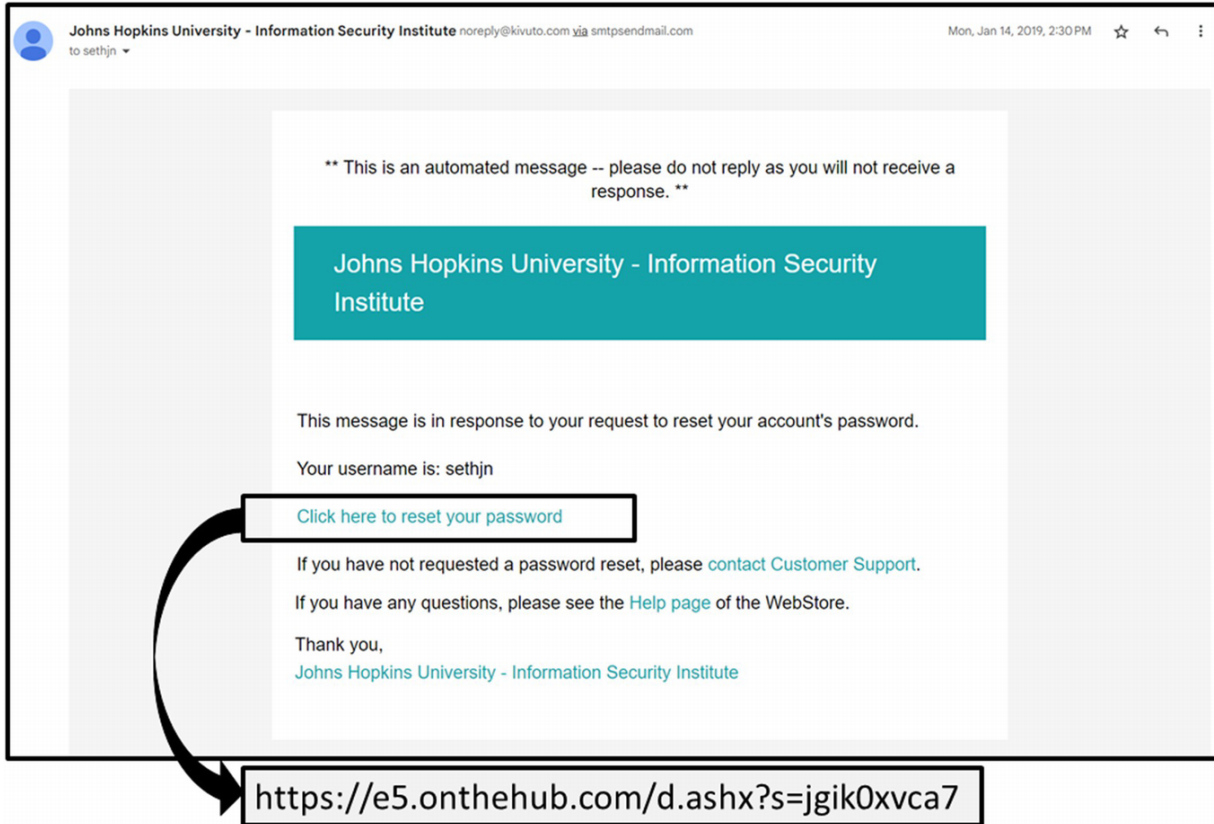 Johns Hopkins University - Information Security Institute noreply@kivuto.com via smtpsendmail.com
Mon, Jan 14, 2019, 2:30 PM
to sethjn
** This is an automated message -- please do not reply as you will not receive a
response. **
Johns Hopkins University - Information Security
Institute
This message is in response to your request to reset your account's password.
Your username is: sethjn
Click here to reset your password
If you have not requested a password reset, please contact Customer Support.
If you have any questions, please see the Help page of the WebStore.
Thank you,
Johns Hopkins University - Information Security Institute
https://e5.onthehub.com/d.ashx?s=jgik0xvca7